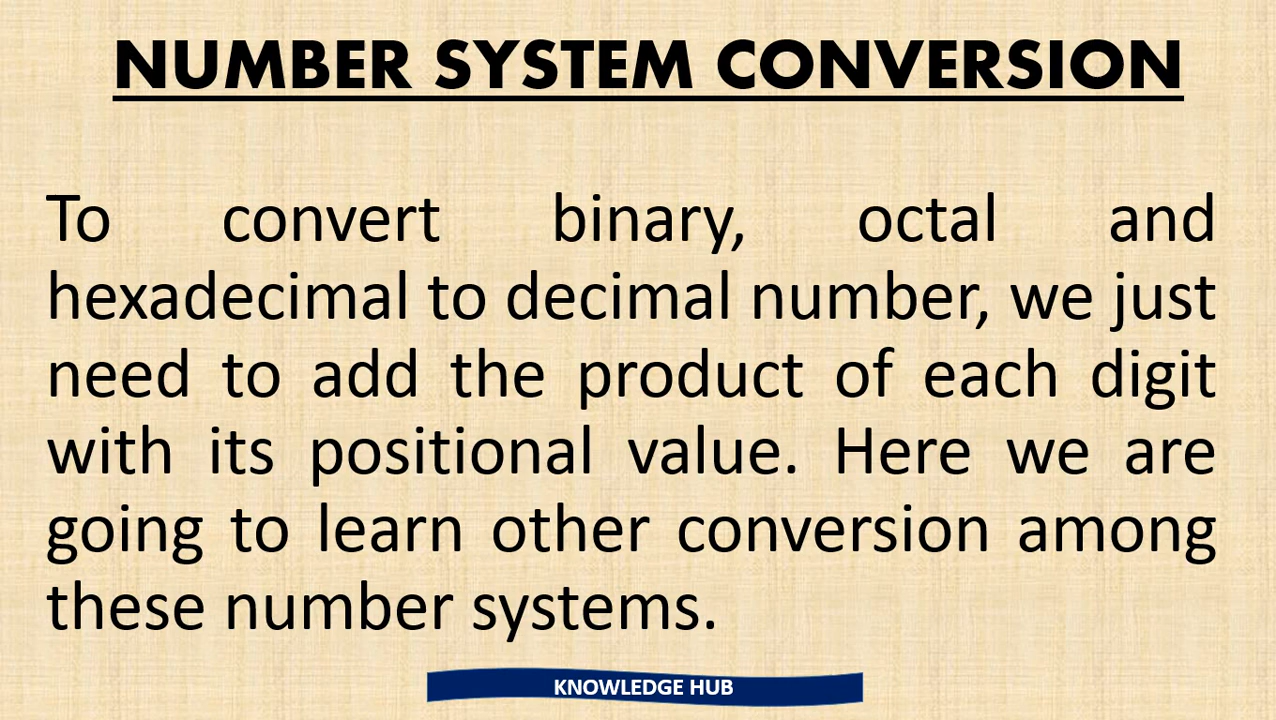 NUMBER SYSTEM CONVERSION
To convert binary, octal and
hexadecimal to decimal number, we just
need to add the product of each digit
with its positional value. Here we are
going to learn other conversion among
these number systems.
KNOWLEDGE HUB